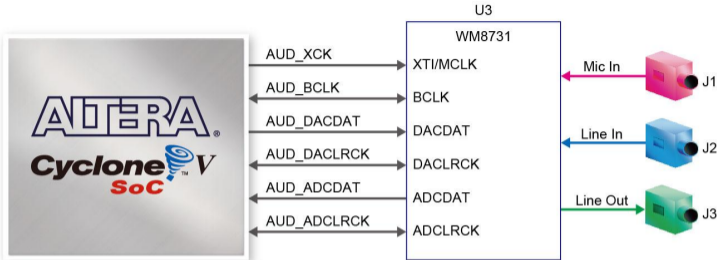 U3
WM8731
AUD_XCK
XTI/MCLK
Mic In
J1
AUD_BCLK
BCLK
AUD_DACDAT
DACDAT
Line In
J2
AUD_DACLRCK
DACLRCK
AUD_ADCDAT
ADCDAT
Line Out
J3
AUD_ADCLRCK
ADCLRCK
ALTERA®
Cyclone™ V
SoC